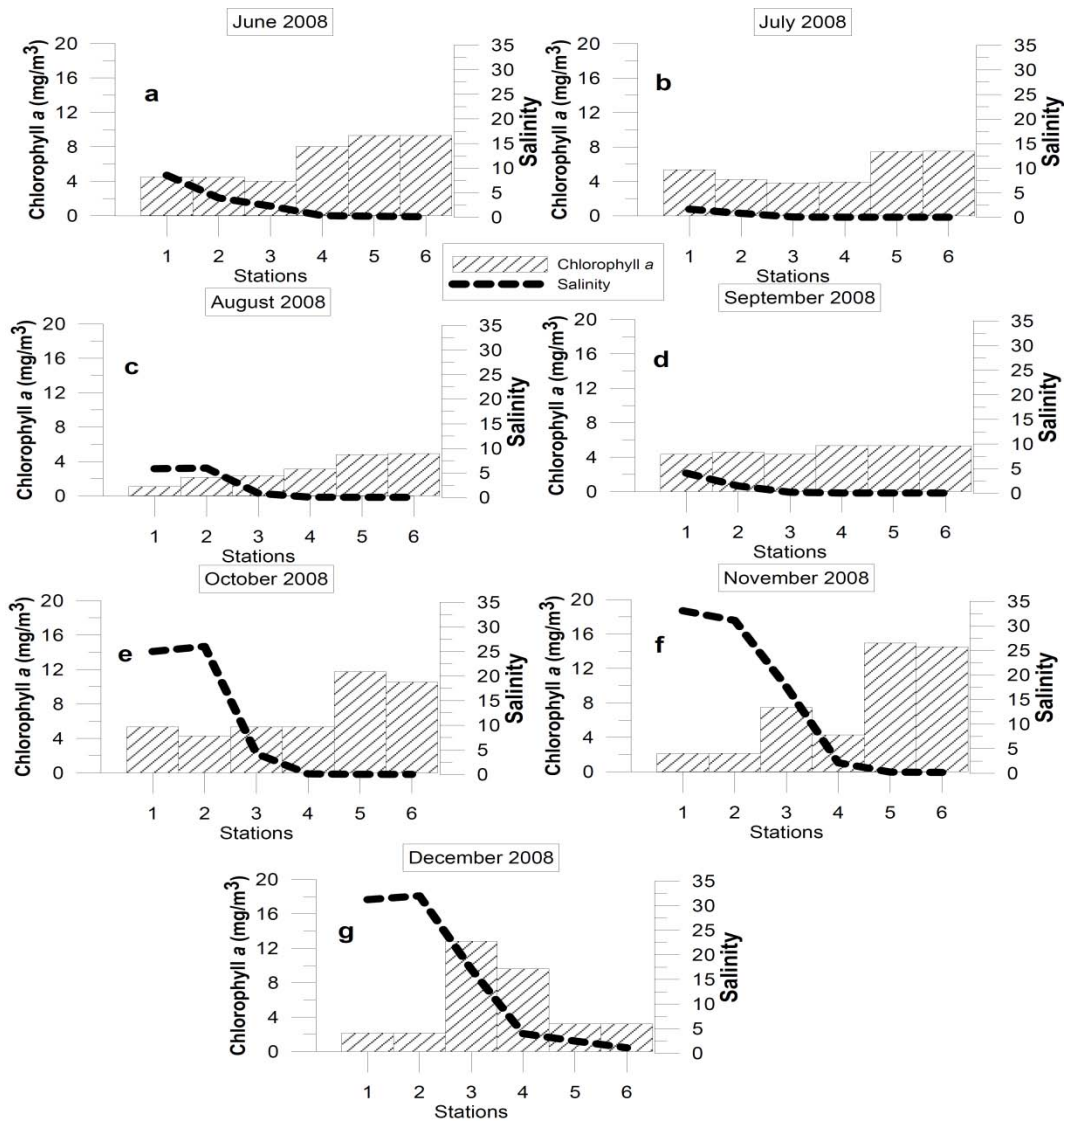 June 2008
Chlorophyll a (mg/m³)
20
16
12
8
4
0
a
35
30
25
20
15
10
5
0
Salinity
1 2 3 4 5 6
Stations
July 2008
Chlorophyll a (mg/m³)
20
16
12
8
4
0
b
35
30
25
20
15
10
5
0
Salinity
1 2 3 4 5 6
Stations
Chlorophyll a
Salinity
August 2008
Chlorophyll a (mg/m³)
20
16
12
8
4
0
c
35
30
25
20
15
10
5
0
Salinity
1 2 3 4 5 6
Stations
September 2008
Chlorophyll a (mg/m³)
20
16
12
8
4
0
d
35
30
25
20
15
10
5
0
Salinity
1 2 3 4 5 6
Stations
October 2008
Chlorophyll a (mg/m³)
20
16
12
8
4
0
e
35
30
25
20
15
10
5
0
Salinity
1 2 3 4 5 6
Stations
November 2008
Chlorophyll a (mg/m³)
20
16
12
8
4
0
f
35
30
25
20
15
10
5
0
Salinity
1 2 3 4 5 6
Stations
December 2008
Chlorophyll a (mg/m³)
20
16
12
8
4
0
g
35
30
25
20
15
10
5
0
Salinity
1 2 3 4 5 6
Stations